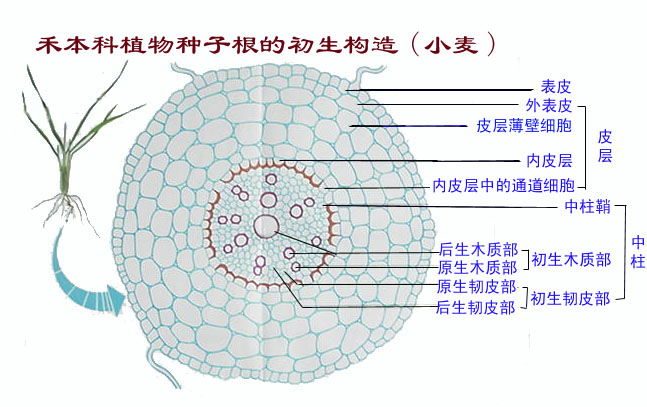 禾本科植物种子根的初生构造（小麦）
表皮
外表皮
皮层薄壁细胞
内皮层
内皮层中的通道细胞
皮层
中柱鞘
后生木质部
原生木质部
初生木质部
原生韧皮部
后生韧皮部
初生韧皮部
中柱